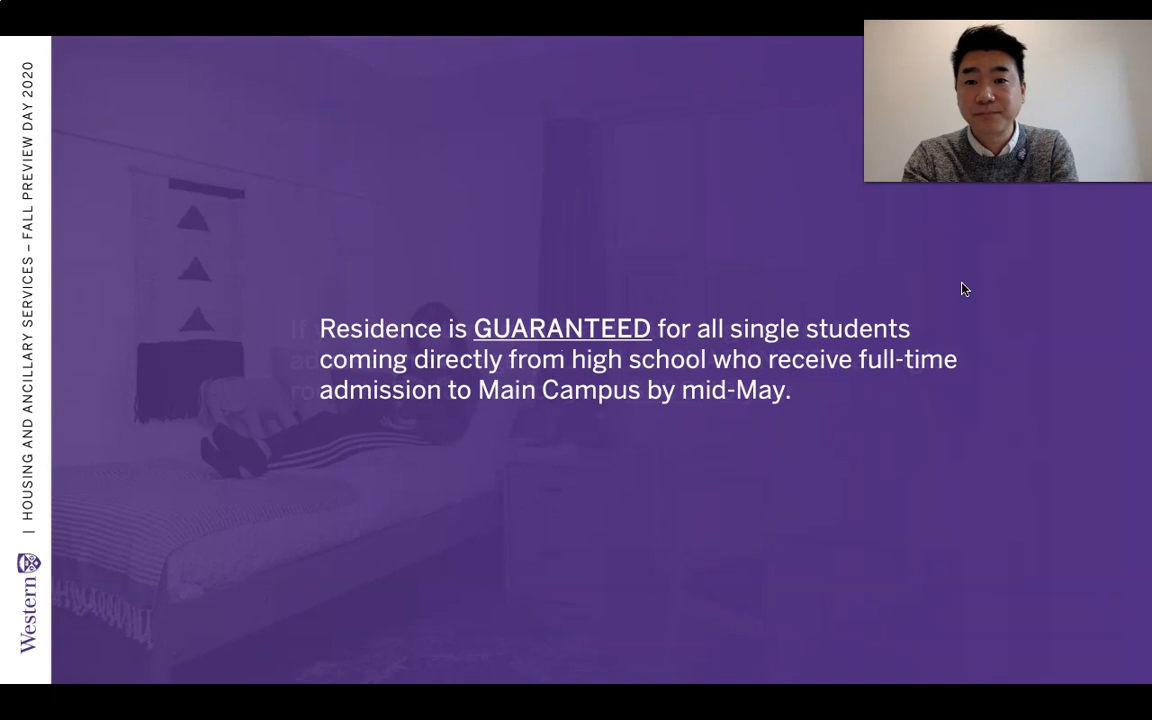 | HOUSING AND ANCILLARY SERVICES – FALL PREVIEW DAY 2020
Western
Residence is GUARANTEED for all single students
coming directly from high school who receive full-time
admission to Main Campus by mid-May.